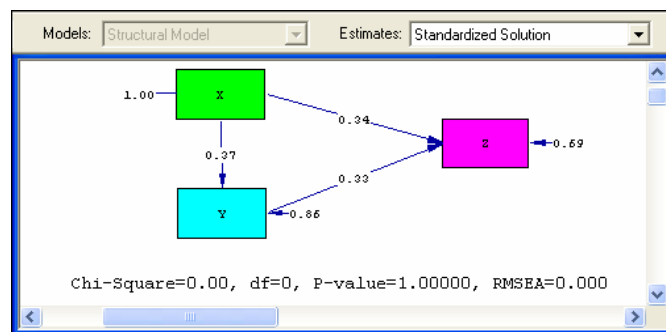 Models: Structural Model Estimates: Standardized Solution
1.00 X
0.34
Z 0.69
0.37
0.33
Y 0.86
Chi-Square=0.00, df=0, P-value=1.00000, RMSEA=0.000